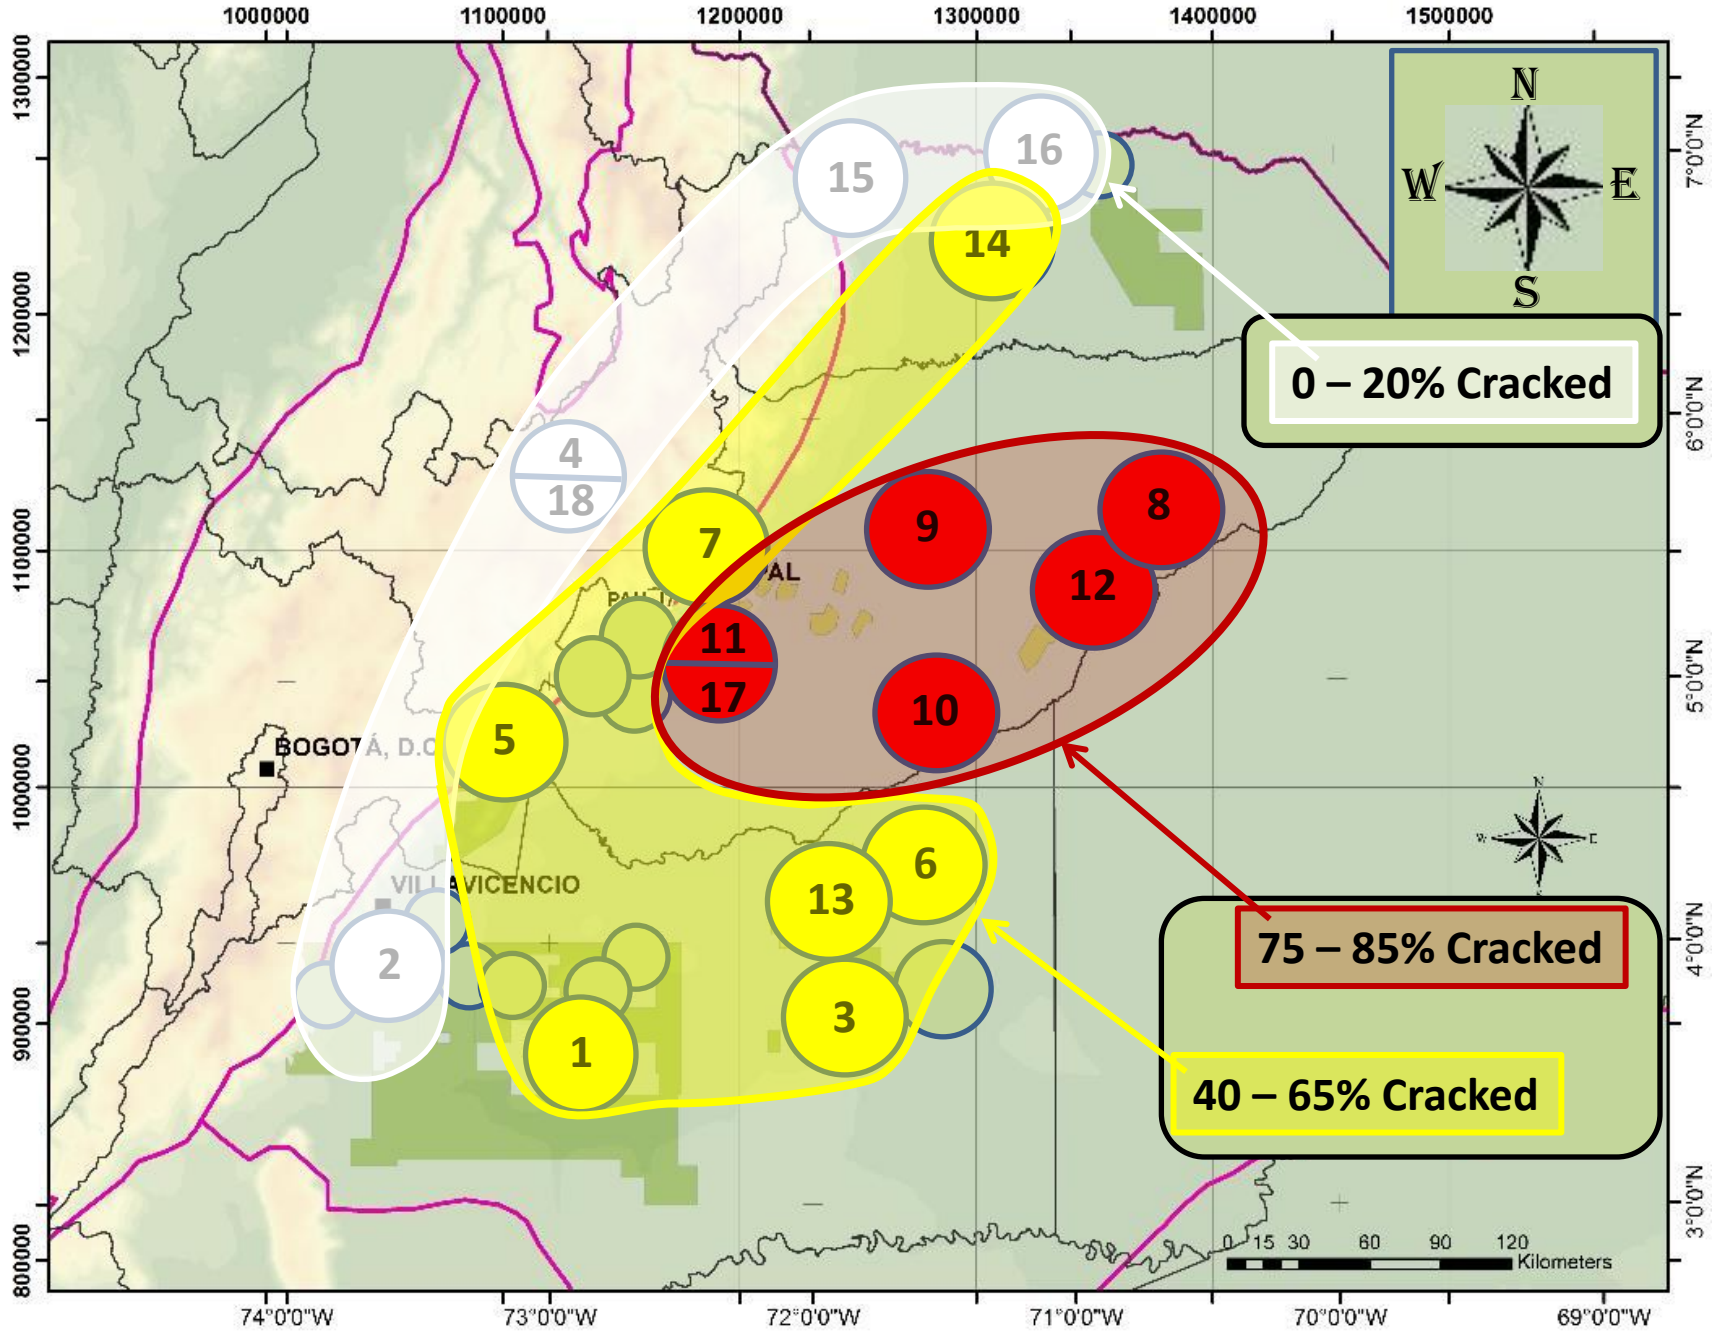 1000000 1100000 1200000 1300000 1400000 1500000
1300000
1200000
1100000
1000000
900000
800000
7°0'0"N
6°0'0"N
5°0'0"N
4°0'0"N
3°0'0"N
N
W E
S
16
15
14
0 – 20% Cracked
4
18
9
8
7
12
PAL
11
17
10
5
BOGOTÁ, D.C
N
W E
6
13
VILLAVICENCIO
75 – 85% Cracked
2
3
1
40 – 65% Cracked
0 15 30 60 90 120
Kilometers
74°0'0"W 73°0'0"W 72°0'0"W 71°0'0"W 70°0'0"W 69°0'0"W